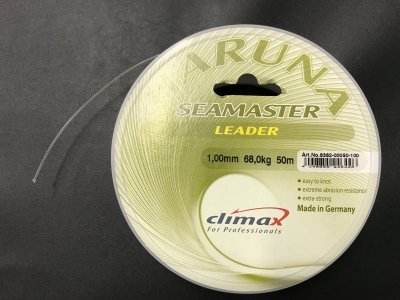 ARUNA
SEAMASTER
LEADER
1,00mm 68,0kg 50m
Art.No.8362-00050-100
• easy to knot
• extreme abrasion resistance
• extra-strong
Made in Germany
climax
For Professionals